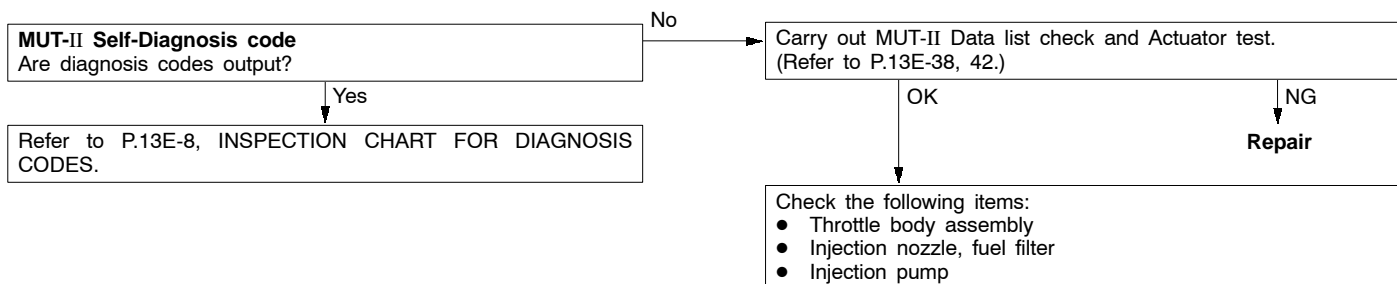 MUT-II Self-Diagnosis code
Are diagnosis codes output?
No
Carry out MUT-II Data list check and Actuator test.
(Refer to P.13E-38, 42.)
Yes
OK
NG
Refer to P.13E-8, INSPECTION CHART FOR DIAGNOSIS
CODES.
Repair
Check the following items:
● Throttle body assembly
● Injection nozzle, fuel filter
● Injection pump